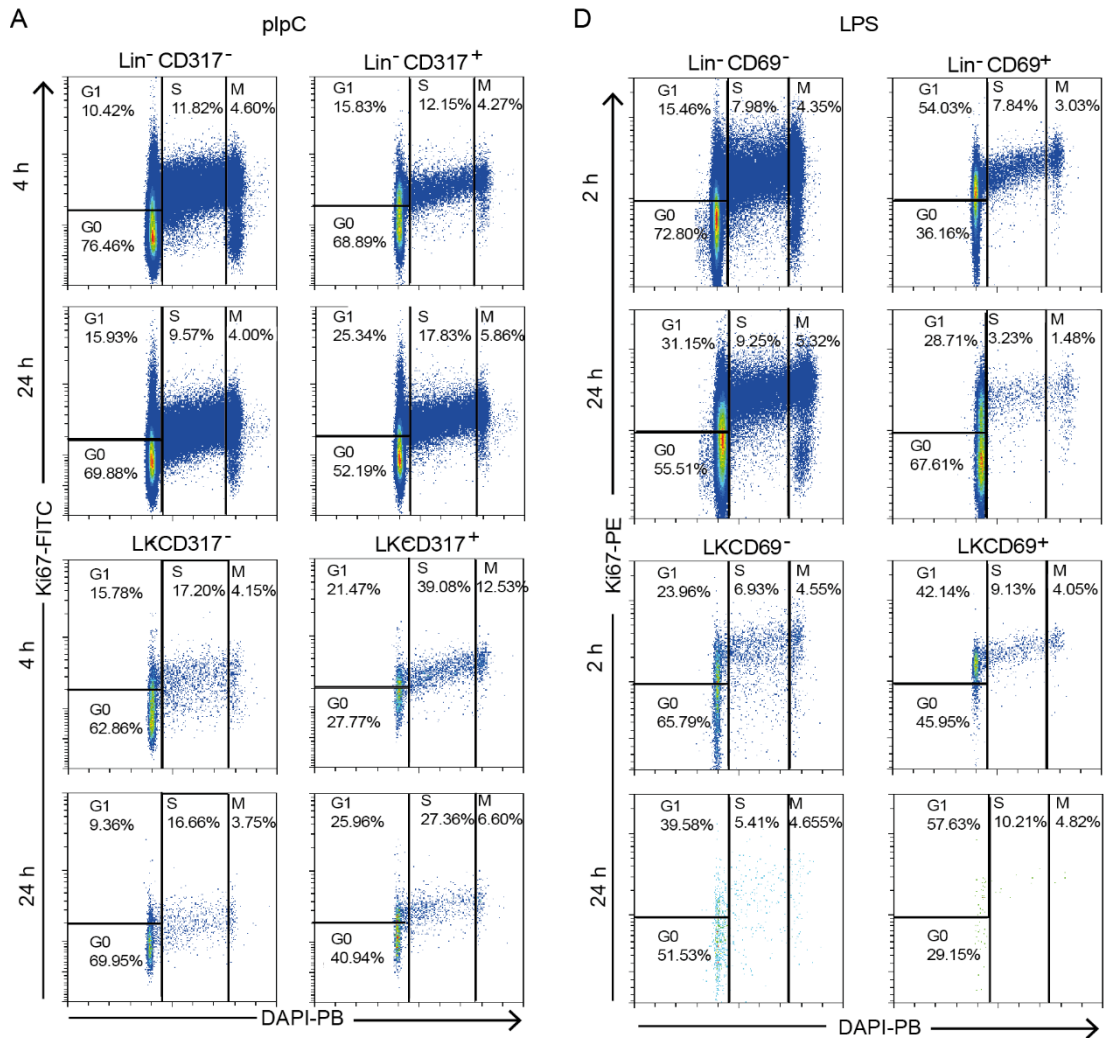 A
pIpC
Lin⁻ CD317⁻
Lin⁻ CD317⁺
4 h
G1
10.42%
S
11.82%
M
4.60%
G0
76.46%
G1
15.83%
S
12.15%
M
4.27%
G0
68.89%
24 h
G1
15.93%
S
9.57%
M
4.00%
G0
69.88%
G1
25.34%
S
17.83%
M
5.86%
G0
52.19%
Ki67-FITC
LKCD317⁻
LKCD317⁺
4 h
G1
15.78%
S
17.20%
M
4.15%
G0
62.86%
G1
21.47%
S
39.08%
M
12.53%
G0
27.77%
24 h
G1
9.36%
S
16.66%
M
3.75%
G0
69.95%
G1
25.96%
S
27.36%
M
6.60%
G0
40.94%
DAPI-PB
D
LPS
Lin⁻ CD69⁻
Lin⁻ CD69⁺
2 h
G1
15.46%
S
7.98%
M
4.35%
G0
72.80%
G1
54.03%
S
7.84%
M
3.03%
G0
36.16%
24 h
G1
31.15%
S
9.25%
M
5.32%
G0
55.51%
G1
28.71%
S
3.23%
M
1.48%
G0
67.61%
Ki67-PE
LKCD69⁻
LKCD69⁺
2 h
G1
23.96%
S
6.93%
M
4.55%
G0
65.79%
G1
42.14%
S
9.13%
M
4.05%
G0
45.95%
24 h
G1
39.58%
S
5.41%
M
4.655%
G0
51.53%
G1
57.63%
S
10.21%
M
4.82%
G0
29.15%
DAPI-PB